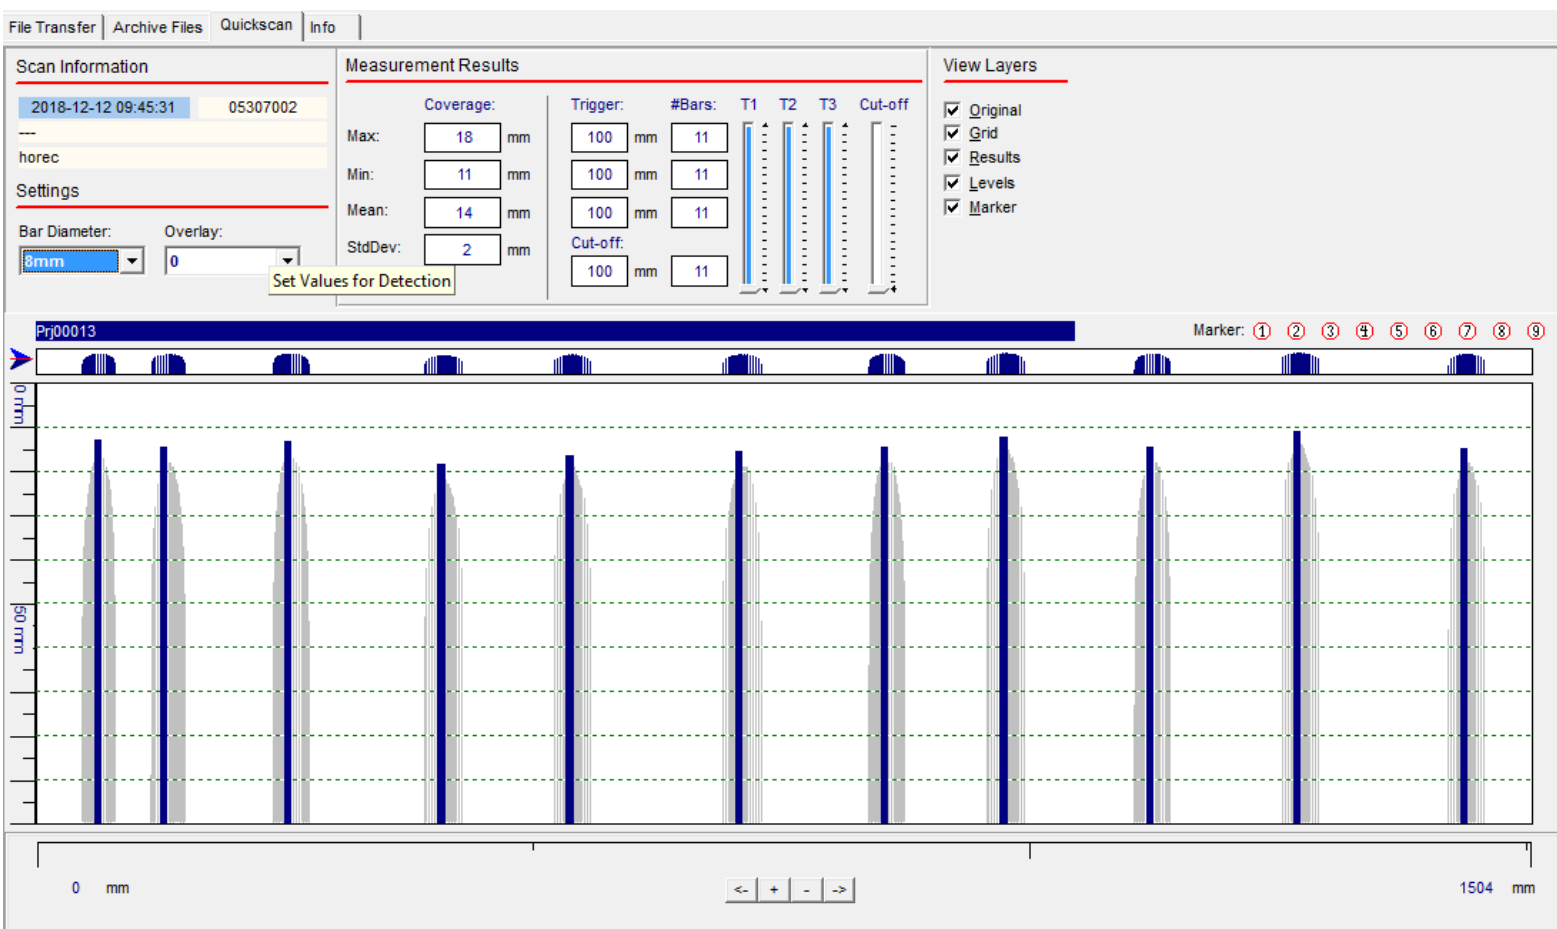 File Transfer Archive Files Quickscan Info
Scan Information
2018-12-12 09:45:31 05307002
---
horec
Settings
Bar Diameter: Overlay:
8mm 0
Set Values for Detection
Measurement Results
Coverage: Trigger: #Bars: T1 T2 T3 Cut-off
Max: 18 mm 100 mm 11
Min: 11 mm 100 mm 11
Mean: 14 mm 100 mm 11
StdDev: 2 mm
Cut-off:
100 mm 11
View Layers
Original
Grid
Results
Levels
Marker
Prj00013
Marker: 1 2 3 4 5 6 7 8 9
0 mm
50 mm
0 mm <- + - -> 1504 mm